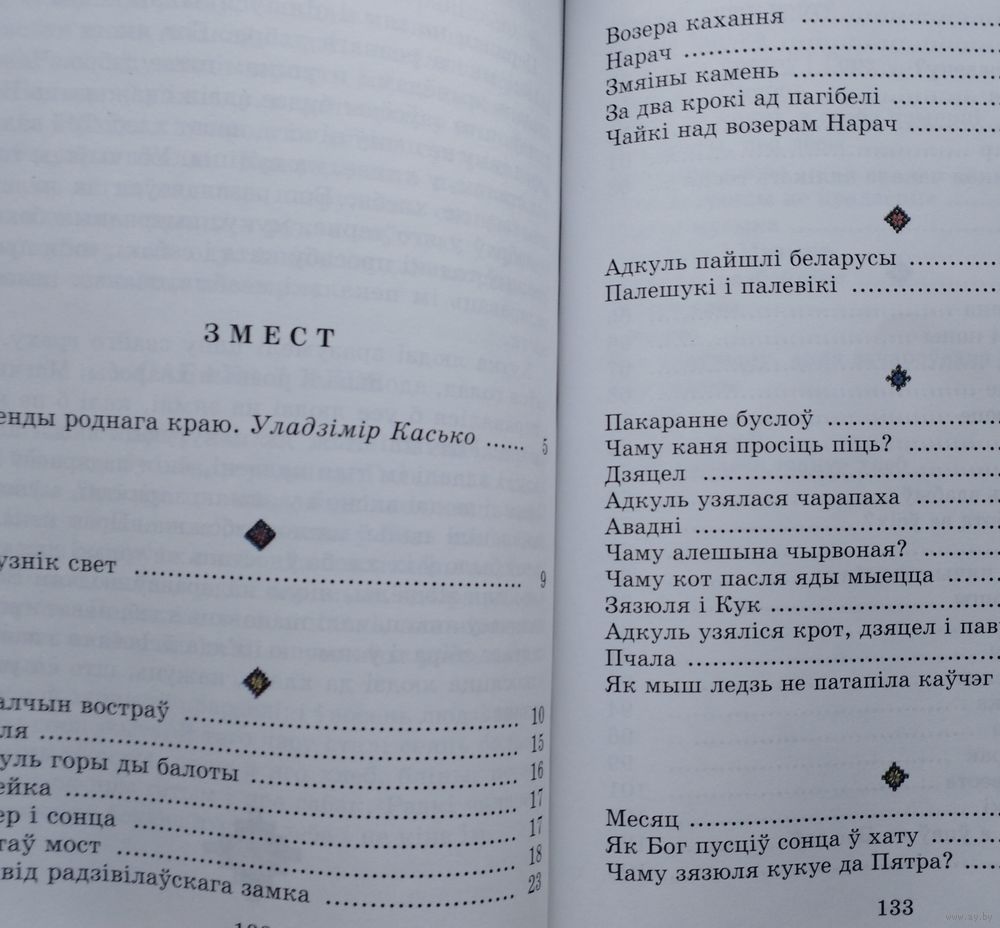 ЗМЕСТ
енды роднага краю. Уладзімір Касько ...... 5
узнік свет ........................ 9
алчын востраў ........................ 10
ля ........................ 15
уль горы ды балоты ........................ 16
ейка ........................ 17
ер і сонца ........................ 17
таў мост ........................ 18
від радзівілаўскага замка ........................ 23
Возера кахання ........................
Нарач ........................
Змяіны камень ........................
За два крокі ад пагібелі ........................
Чайкі над возерам Нарач ........................
Адкуль пайшлі беларусы ........................
Палешукі і палевікі ........................
Пакаранне буслоў ........................
Чаму каня просіць піць? ........................
Дзяцел ........................
Адкуль узялася чарапаха ........................
Авадні ........................
Чаму алешына чырвоная? ........................
Чаму кот пасля яды мыецца ........................
Зязюля і Кук ........................
Адкуль узяліся крот, дзяцел і паву
Пчала ........................
Як мыш ледзь не патапіла каўчэг
Месяц ........................
Як Бог пусціў сонца ў хату ........................
Чаму зязюля кукуе да Пятра? ........................
133
www.ay.by